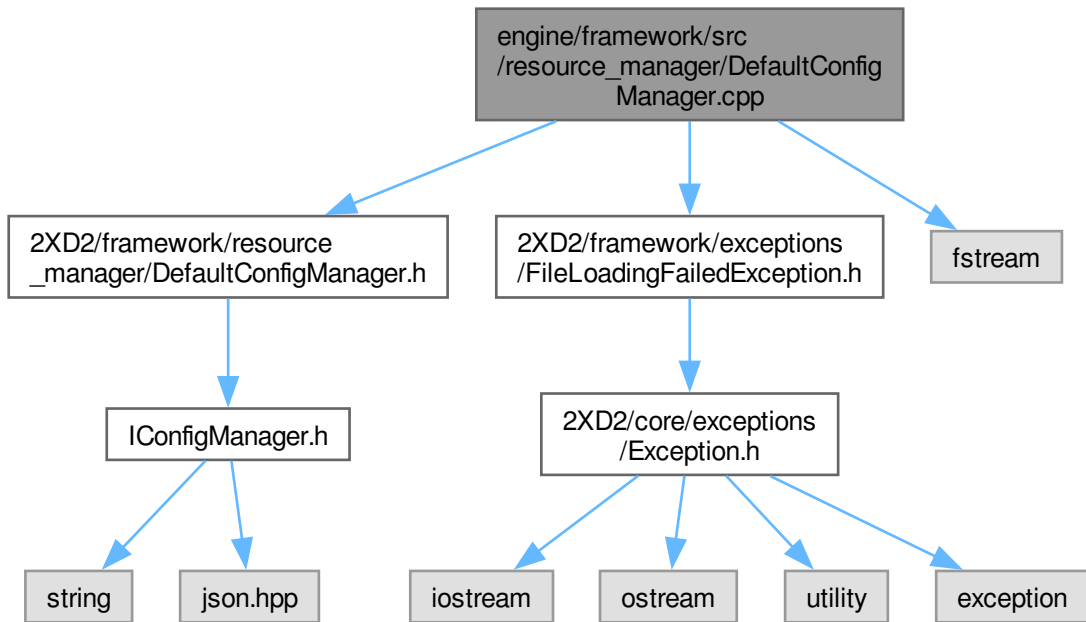 engine/framework/src
/resource_manager/DefaultConfig
Manager.cpp
2XD2/framework/resource
_manager/DefaultConfigManager.h
2XD2/framework/exceptions
/FileLoadingFailedException.h
fstream
IConfigManager.h
2XD2/core/exceptions
/Exception.h
string
json.hpp
iostream
ostream
utility
exception